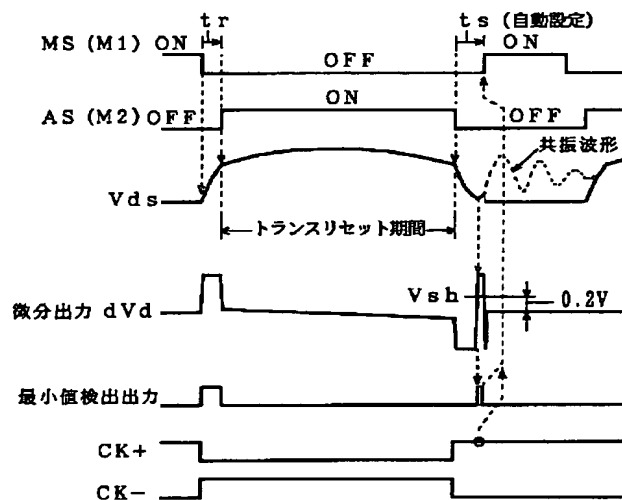 tr
ts (自動設定)
MS (M1) ON
OFF
ON
AS (M2) OFF
ON
OFF
共振波形
Vds
トランスリセット期間
Vsh
0.2V
微分出力 dVd
最小値検出出力
CK+
CK-